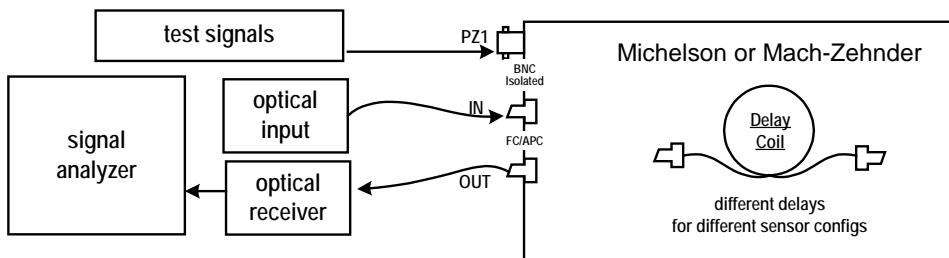 test signals
PZ1
BNC
Isolated
Michelson or Mach-Zehnder
signal
analyzer
optical
input
IN
FC/APC
OUT
optical
receiver
Delay
Coil
different delays
for different sensor configs